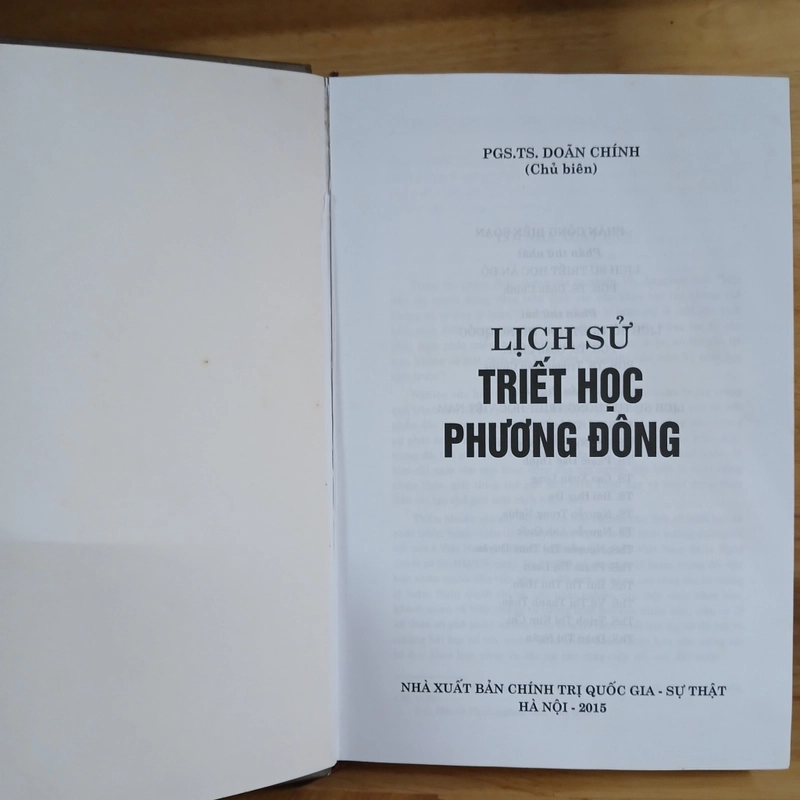 PGS.TS. DOÃN CHÍNH
(Chủ biên)
LỊCH SỬ
TRIẾT HỌC
PHƯƠNG ĐÔNG
NHÀ XUẤT BẢN CHÍNH TRỊ QUỐC GIA - SỰ THẬT
HÀ NỘI - 2015